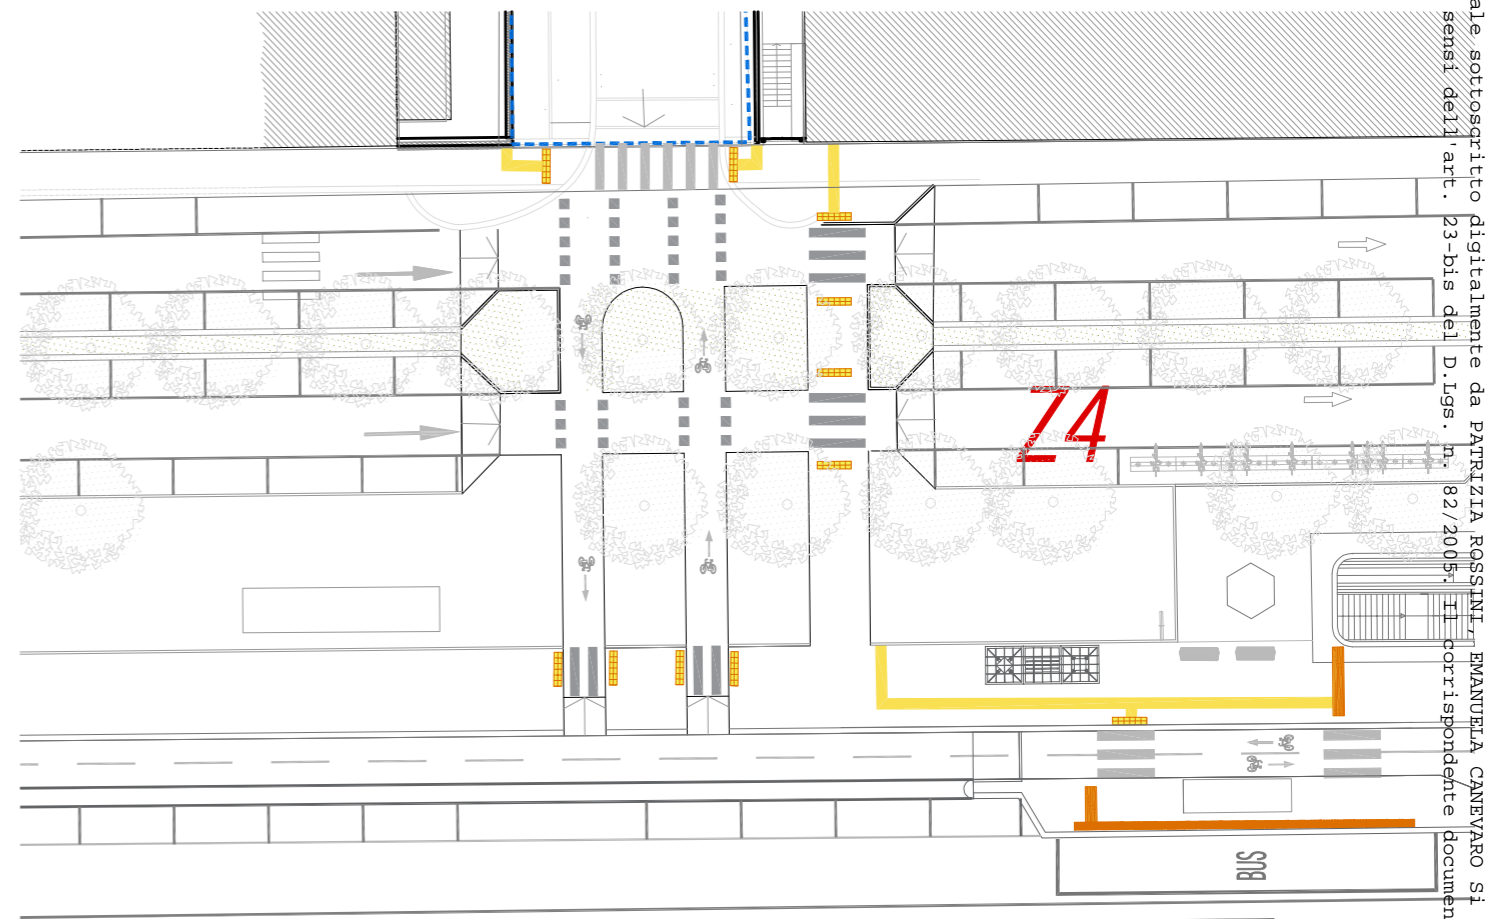 ale sottoscritto digitalmente da PATRIZIA ROSSINI, EMANUELA CANEVARO Si
sensi dell'art. 23-bis del D.Lgs. n. 82/2005. Il corrispondente documen
Z4
BUS